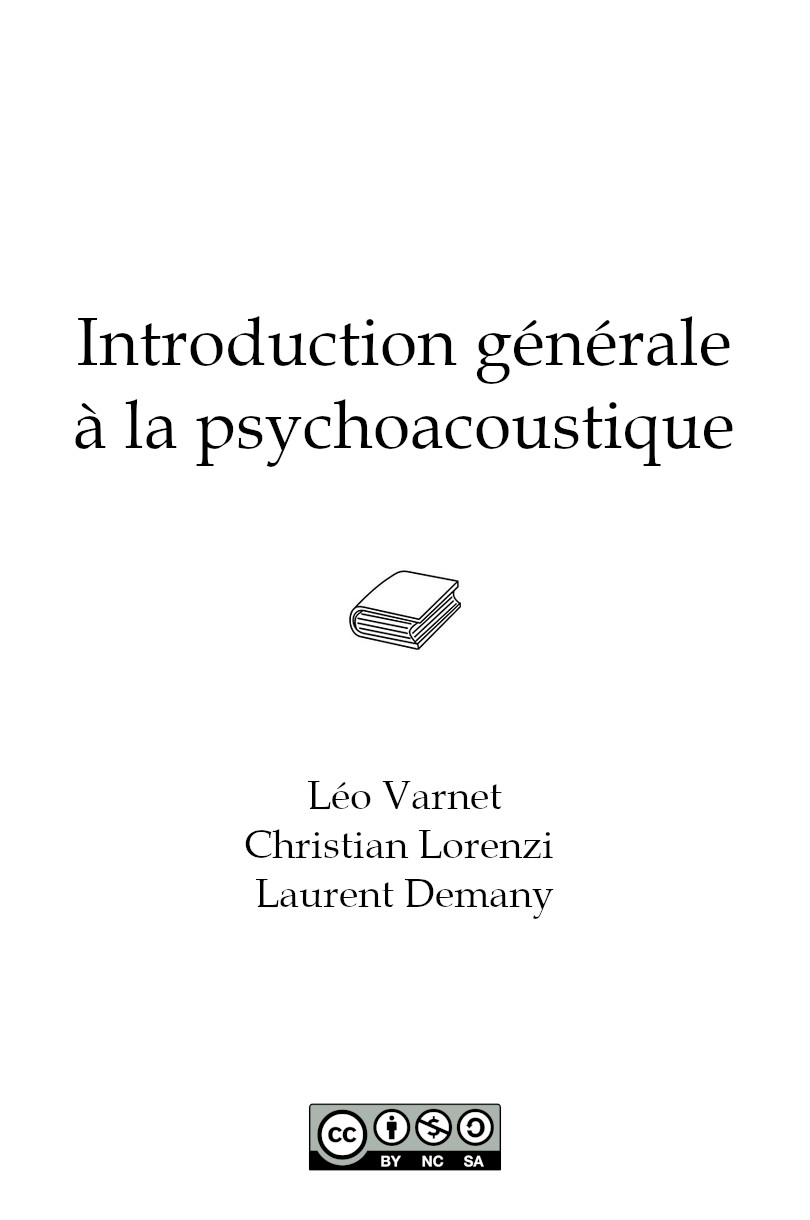 Introduction générale
à la psychoacoustique
Léo Varnet
Christian Lorenzi
Laurent Demany
cc
BY NC SA